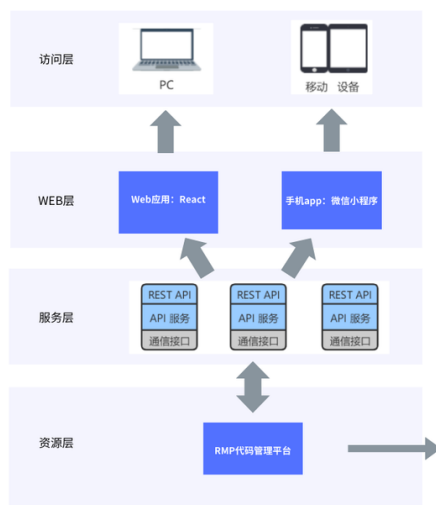 访问层
PC
移动 设备
WEB层
Web应用：React
手机app：微信小程序
服务层
REST API
API 服务
通信接口
REST API
API 服务
通信接口
REST API
API 服务
通信接口
资源层
RMP代码管理平台